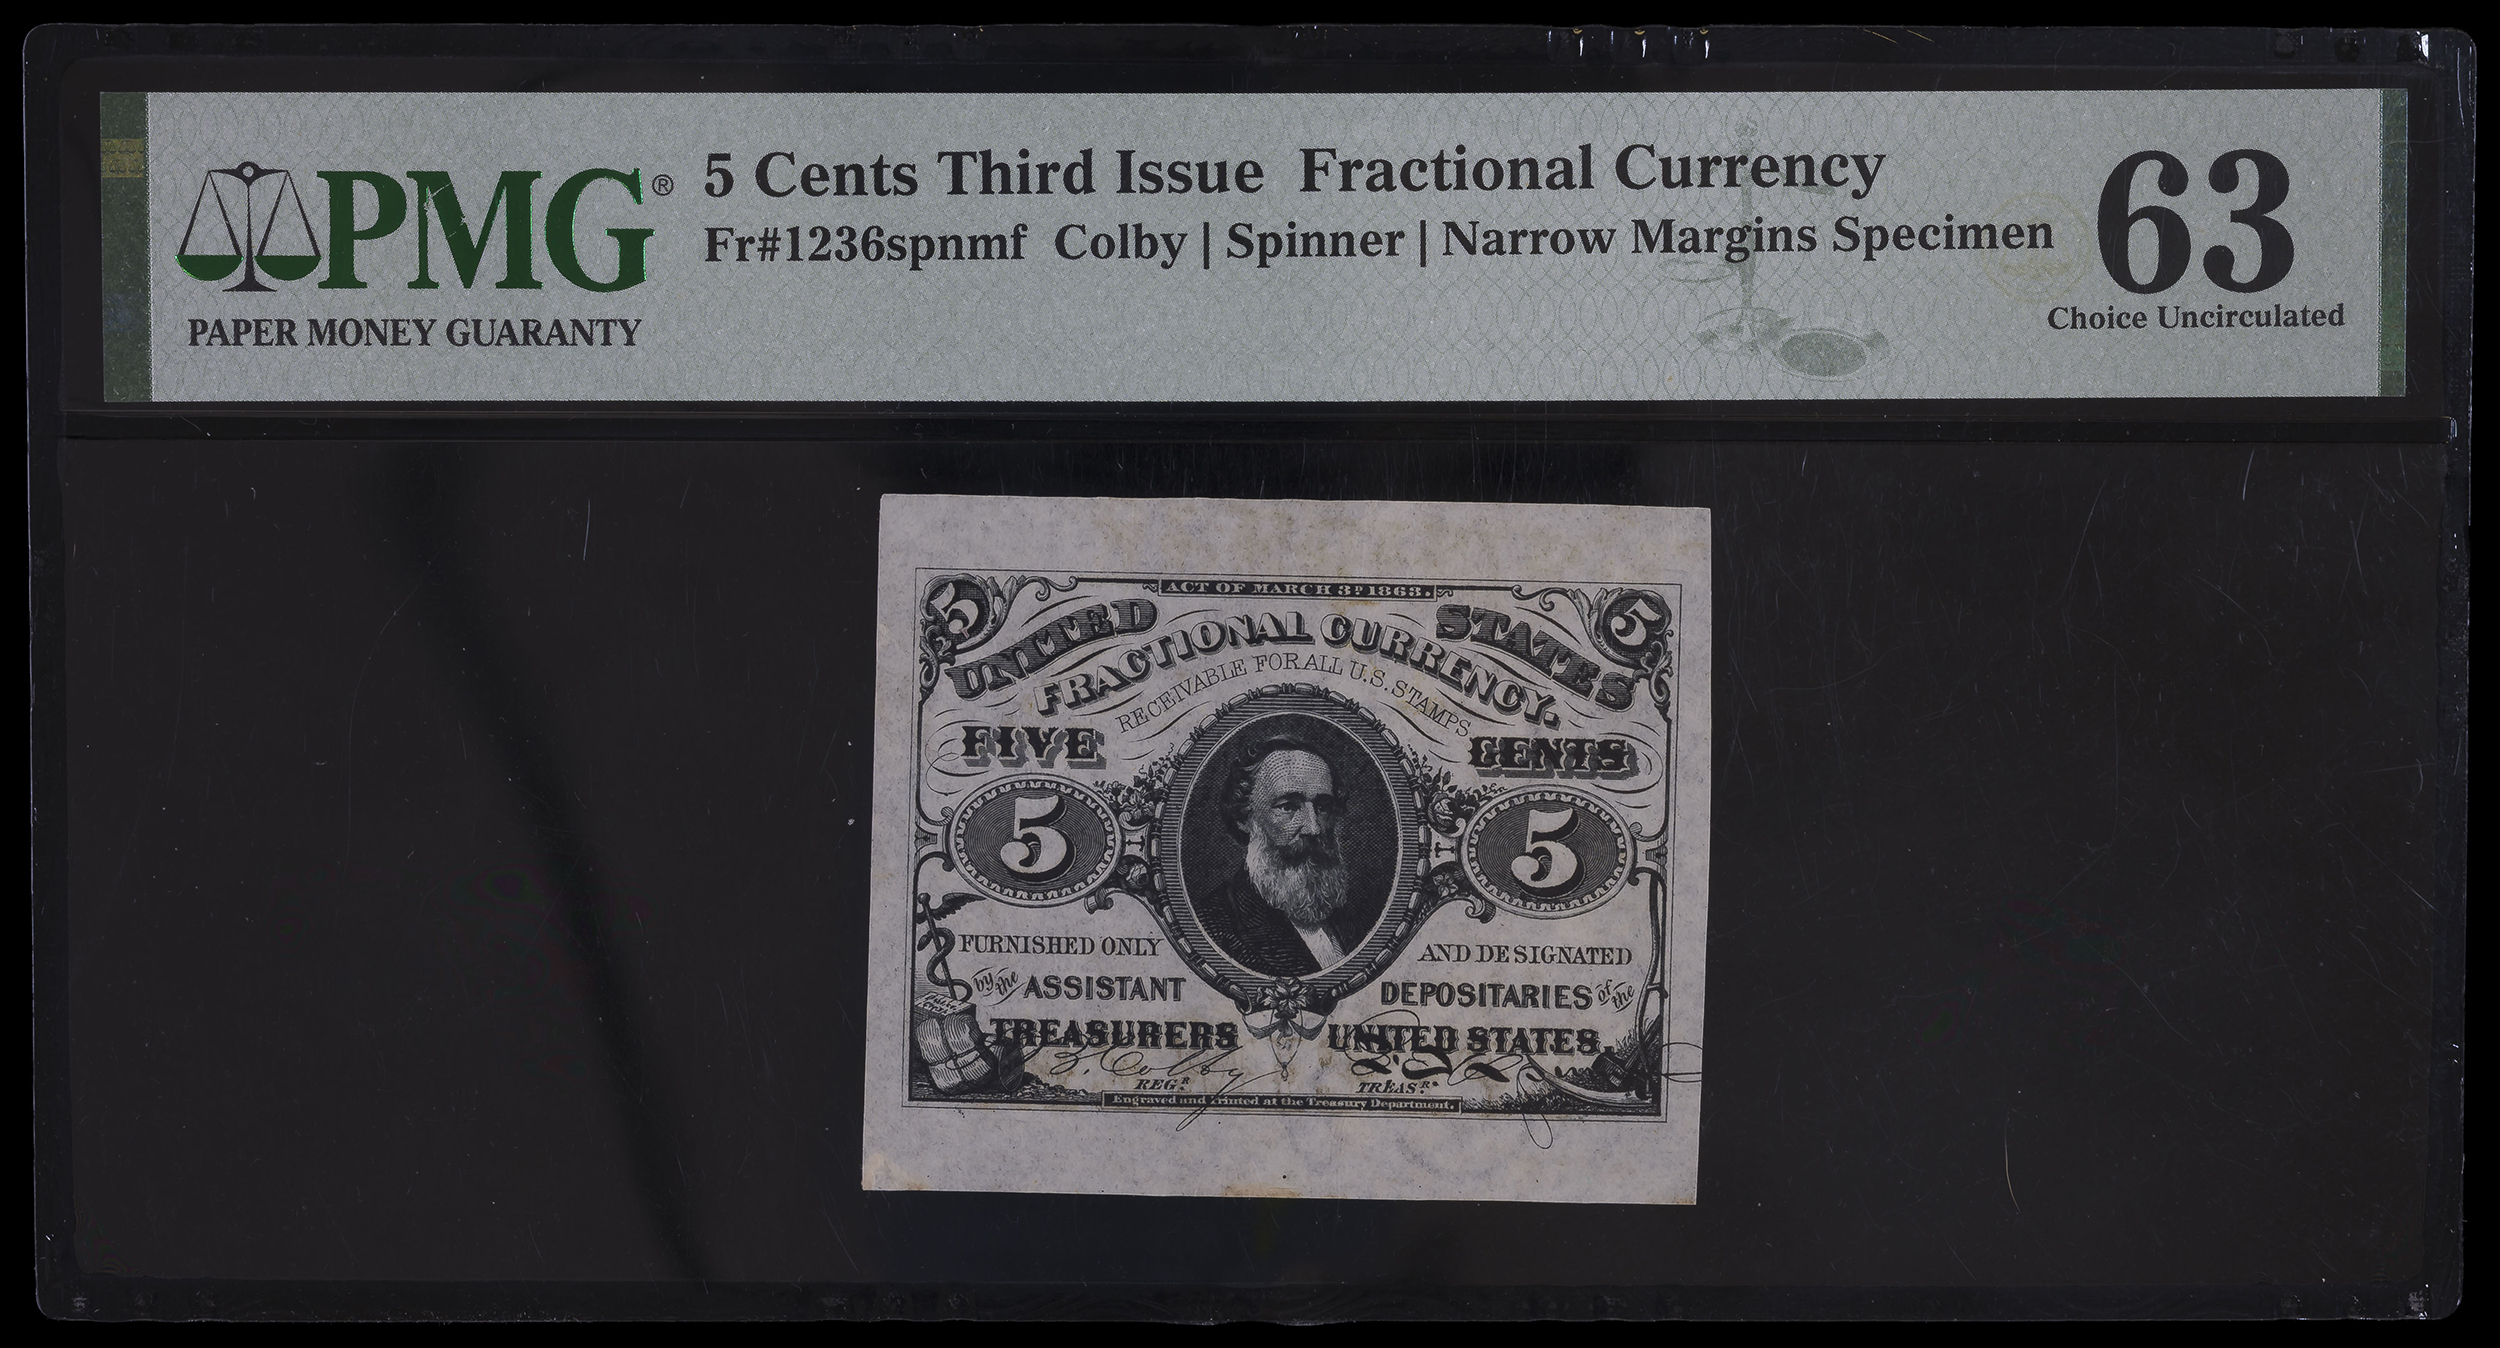 PMG®
PAPER MONEY GUARANTY
5 Cents Third Issue Fractional Currency
Fr#1236spnmf Colby | Spinner | Narrow Margins Specimen
63
Choice Uncirculated
ACT OF MARCH 3D 1863.
5 5
UNITED STATES
FRACTIONAL CURRENCY.
RECEIVABLE FOR ALL U.S. STAMPS
FIVE CENTS
5 5
FURNISHED ONLY AND DESIGNATED
by the ASSISTANT DEPOSITARIES of the
TREASURERS UNITED STATES.
S. B. Colby
REG.R TREAS.R
Engraved and Printed at the Treasury Department.